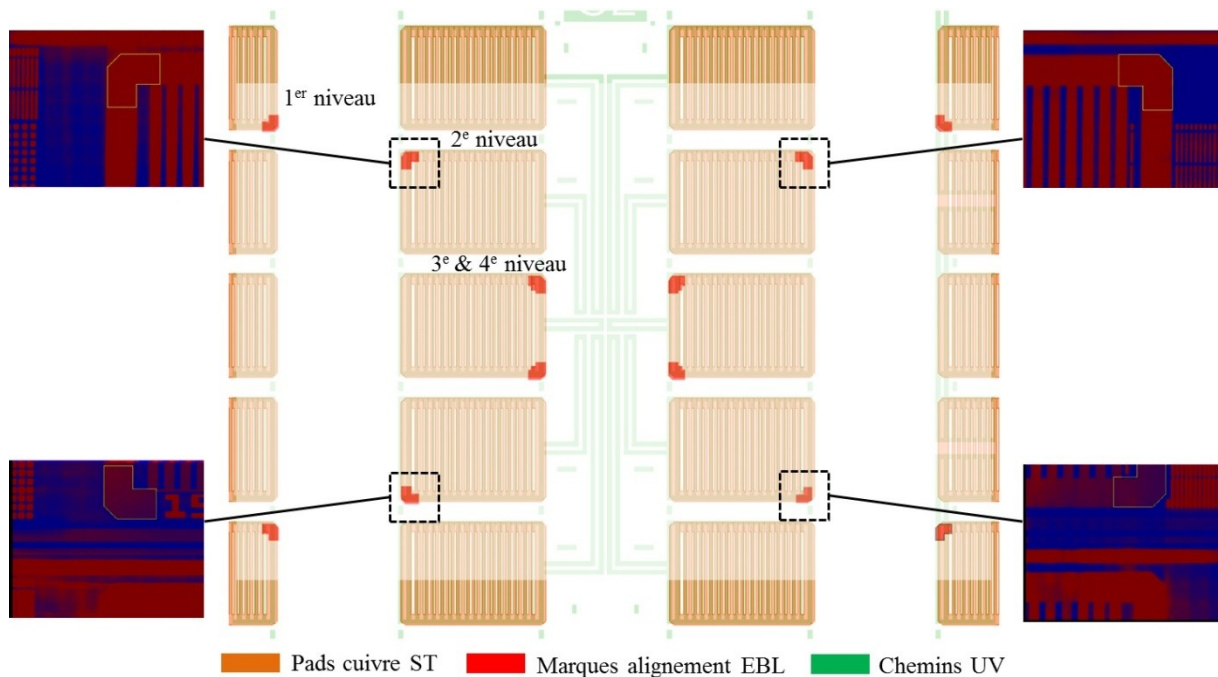 1er niveau
2e niveau
3e & 4e niveau
Pads cuivre ST
Marques alignement EBL
Chemins UV